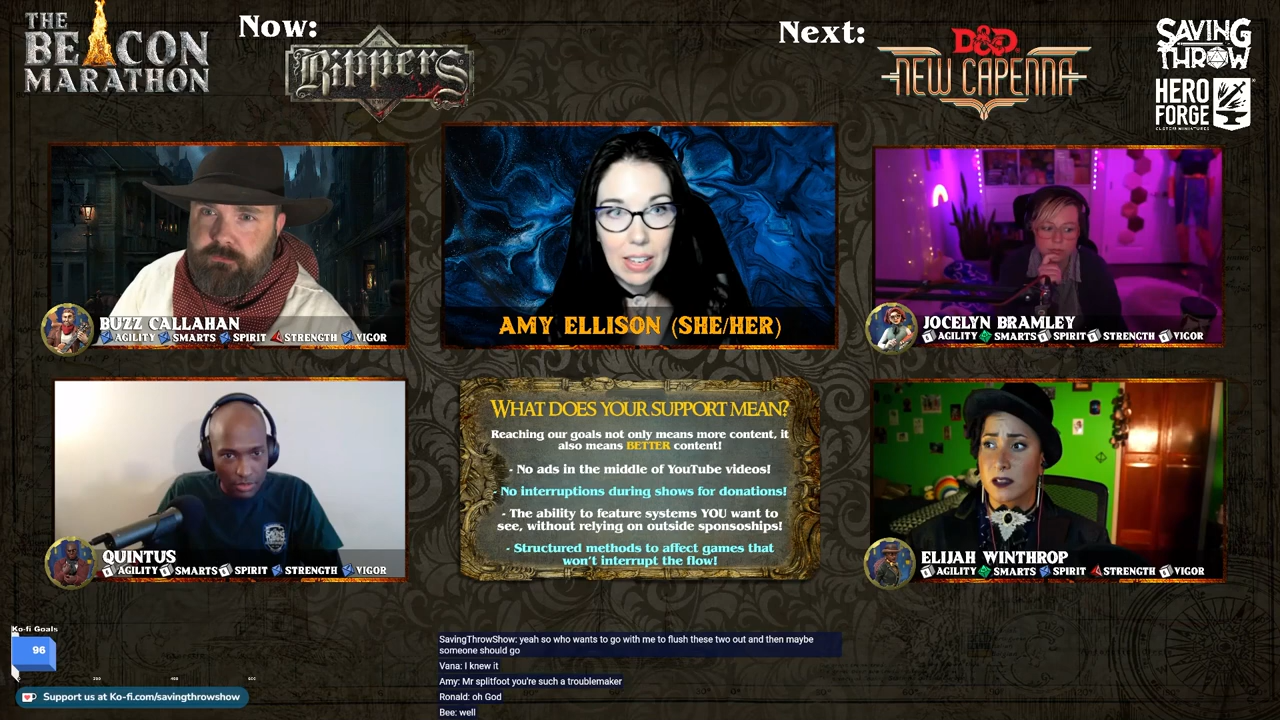 THE
BEACON
MARATHON
Now:
Rippers
Next:
D&D
NEW CAPENNA
SAVING
THROW
HERO
FORGE
CUSTOM MINIATURES
BUZZ CALLAHAN
AGILITY SMARTS SPIRIT STRENGTH VIGOR
AMY ELLISON (SHE/HER)
JOCELYN BRAMLEY
AGILITY SMARTS SPIRIT STRENGTH VIGOR
QUINTUS
AGILITY SMARTS SPIRIT STRENGTH VIGOR
WHAT DOES YOUR SUPPORT MEAN?
Reaching our goals not only means more content, it
also means BETTER content!
- No ads in the middle of YouTube videos!
- No interruptions during shows for donations!
- The ability to feature systems YOU want to
see, without relying on outside sponsoships!
- Structured methods to affect games that
won't interrupt the flow!
ELIJAH WINTHROP
AGILITY SMARTS SPIRIT STRENGTH VIGOR
Ko-fi Goals
96
200 400 500
Support us at Ko-fi.com/savingthrowshow
SavingThrowShow: yeah so who wants to go with me to flush these two out and then maybe
someone should go
Vana: I knew it
Amy: Mr splitfoot you're such a troublemaker
Ronald: oh God
Bee: well